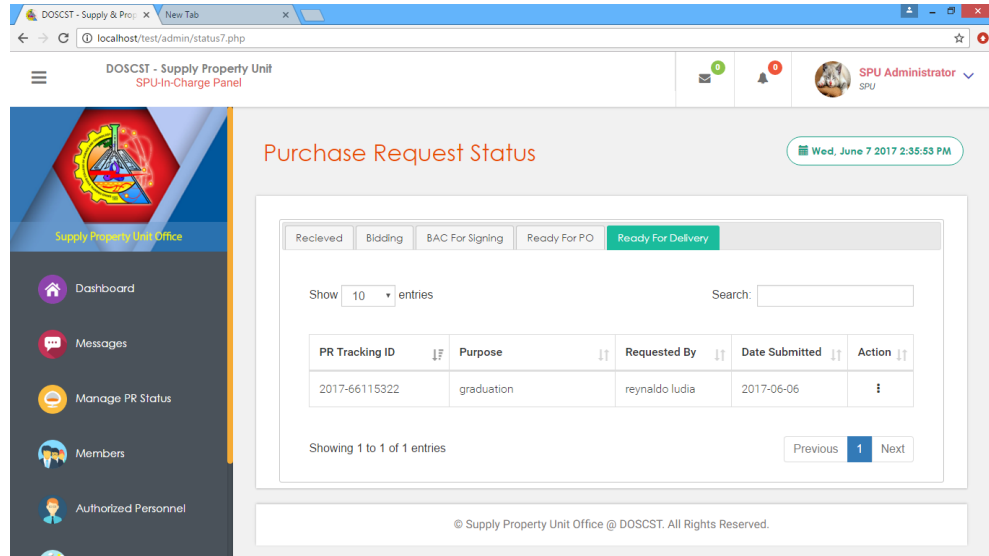 DOSCST - Supply & Prop
New Tab
localhost/test/admin/status7.php
DOSCST - Supply Property Unit
SPU-In-Charge Panel
0
0
SPU Administrator
SPU
Supply Property Unit Office
Dashboard
Messages
Manage PR Status
Members
Authorized Personnel
Purchase Request Status
Wed, June 7 2017 2:35:53 PM
Recieved Bidding BAC For Signing Ready For PO Ready For Delivery
Show 10 entries Search:
PR Tracking ID Purpose Requested By Date Submitted Action
2017-66115322 graduation reynaldo ludia 2017-06-06
Showing 1 to 1 of 1 entries Previous 1 Next
© Supply Property Unit Office @ DOSCST. All Rights Reserved.